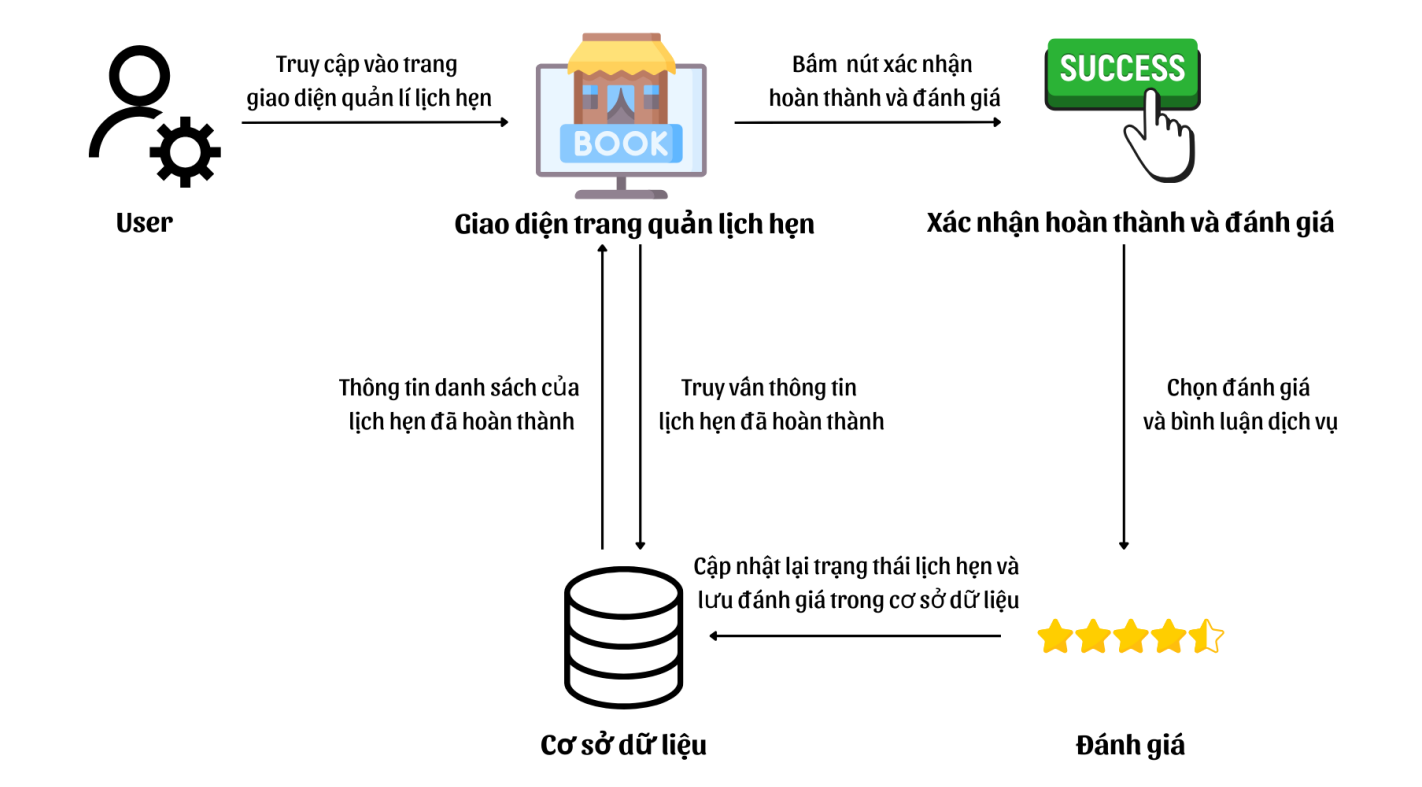 Truy cập vào trang
giao diện quản lí lịch hẹn
Bấm nút xác nhận
hoàn thành và đánh giá
SUCCESS
BOOK
User
Giao diện trang quản lịch hẹn
Xác nhận hoàn thành và đánh giá
Thông tin danh sách của
lịch hẹn đã hoàn thành
Truy vấn thông tin
lịch hẹn đã hoàn thành
Chọn đánh giá
và bình luận dịch vụ
Cập nhật lại trạng thái lịch hẹn và
lưu đánh giá trong cơ sở dữ liệu
Cơ sở dữ liệu
Đánh giá